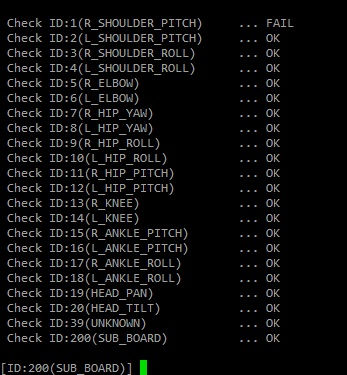 Check ID:1(R_SHOULDER_PITCH) ... FAIL
Check ID:2(L_SHOULDER_PITCH) ... OK
Check ID:3(R_SHOULDER_ROLL) ... OK
Check ID:4(L_SHOULDER_ROLL) ... OK
Check ID:5(R_ELBOW) ... OK
Check ID:6(L_ELBOW) ... OK
Check ID:7(R_HIP_YAW) ... OK
Check ID:8(L_HIP_YAW) ... OK
Check ID:9(R_HIP_ROLL) ... OK
Check ID:10(L_HIP_ROLL) ... OK
Check ID:11(R_HIP_PITCH) ... OK
Check ID:12(L_HIP_PITCH) ... OK
Check ID:13(R_KNEE) ... OK
Check ID:14(L_KNEE) ... OK
Check ID:15(R_ANKLE_PITCH) ... OK
Check ID:16(L_ANKLE_PITCH) ... OK
Check ID:17(R_ANKLE_ROLL) ... OK
Check ID:18(L_ANKLE_ROLL) ... OK
Check ID:19(HEAD_PAN) ... OK
Check ID:20(HEAD_TILT) ... OK
Check ID:39(UNKNOWN) ... OK
Check ID:200(SUB_BOARD) ... OK
[ID:200(SUB_BOARD)]